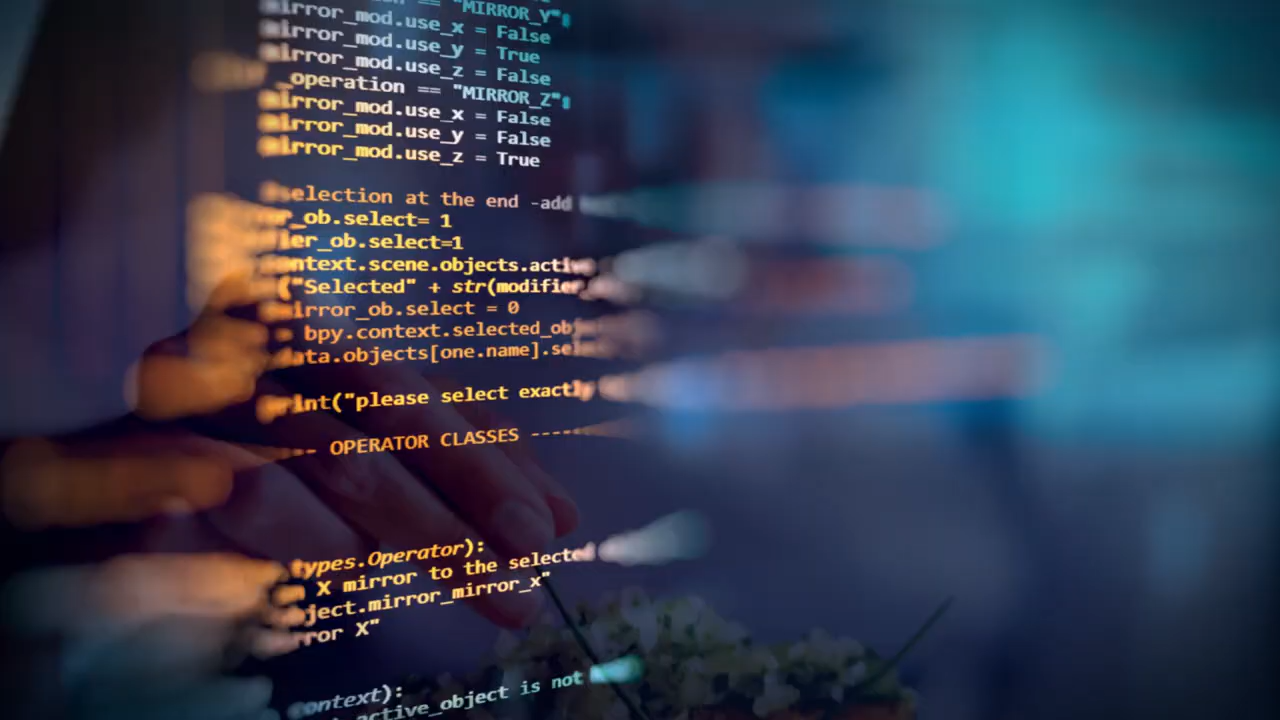 == "MIRROR_Y":
mirror_mod.use_x = False
mirror_mod.use_y = True
mirror_mod.use_z = False
_operation == "MIRROR_Z":
mirror_mod.use_x = False
mirror_mod.use_y = False
mirror_mod.use_z = True
selection at the end -add
_ob.select= 1
ler_ob.select=1
ntext.scene.objects.activ
("Selected" + str(modifier
mirror_ob.select = 0
= bpy.context.selected_obj
data.objects[one.name].sel
print("please select exactly
-- OPERATOR CLASSES ----
types.Operator):
X mirror to the selected
ject.mirror_mirror_x"
ror X"
context):
active_object is not